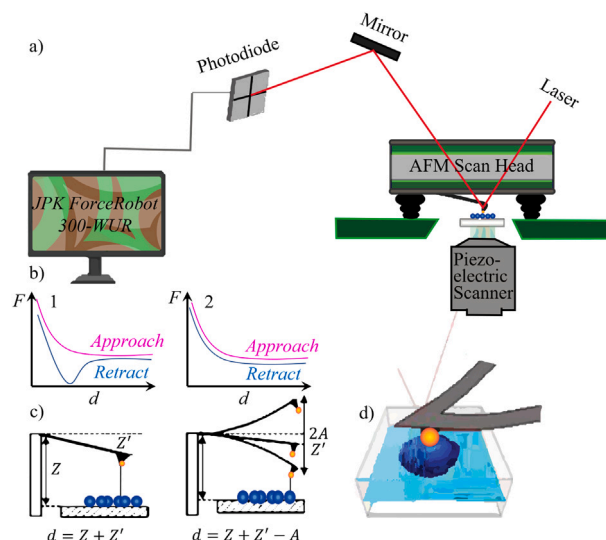 a)
Mirror
Photodiode
Laser
AFM Scan Head
JPK ForceRobot
300-WUR
Piezo-
electric
Scanner
b)
F 1
Approach
Retract
d
F 2
Approach
Retract
d
c)
Z
Z'
d = Z + Z'
2A
Z'
Z
d = Z + Z' − A
d)